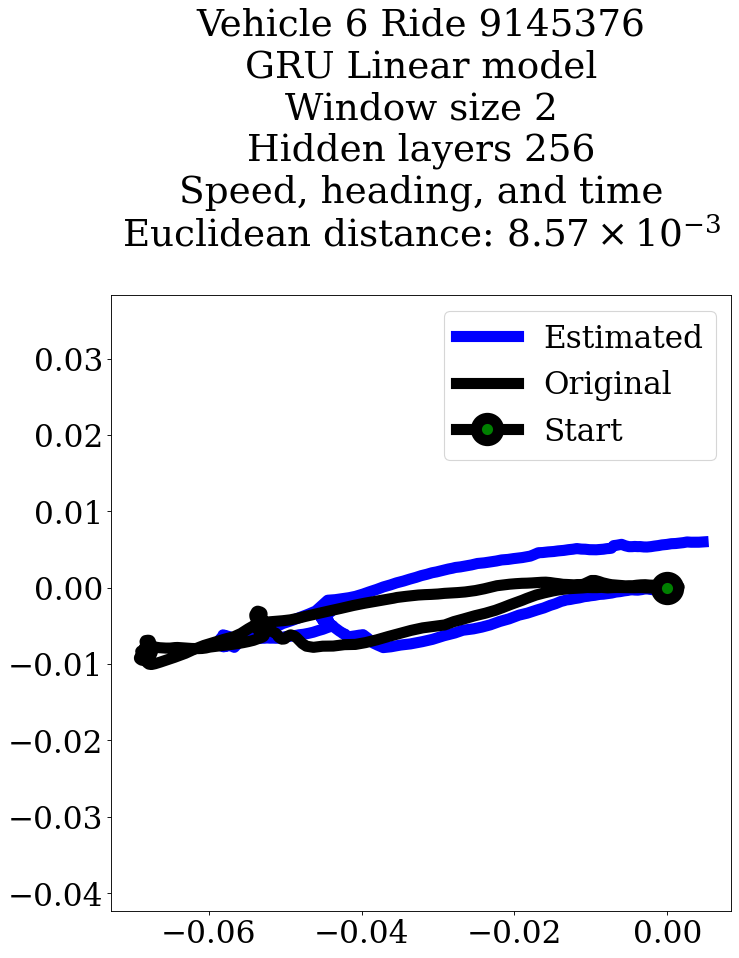 Vehicle 6 Ride 9145376
GRU Linear model
Window size 2
Hidden layers 256
Speed, heading, and time
Euclidean distance: 8.57 × 10⁻³
Estimated
Original
Start
0.03
0.02
0.01
0.00
−0.01
−0.02
−0.03
−0.04
−0.06 −0.04 −0.02 0.00